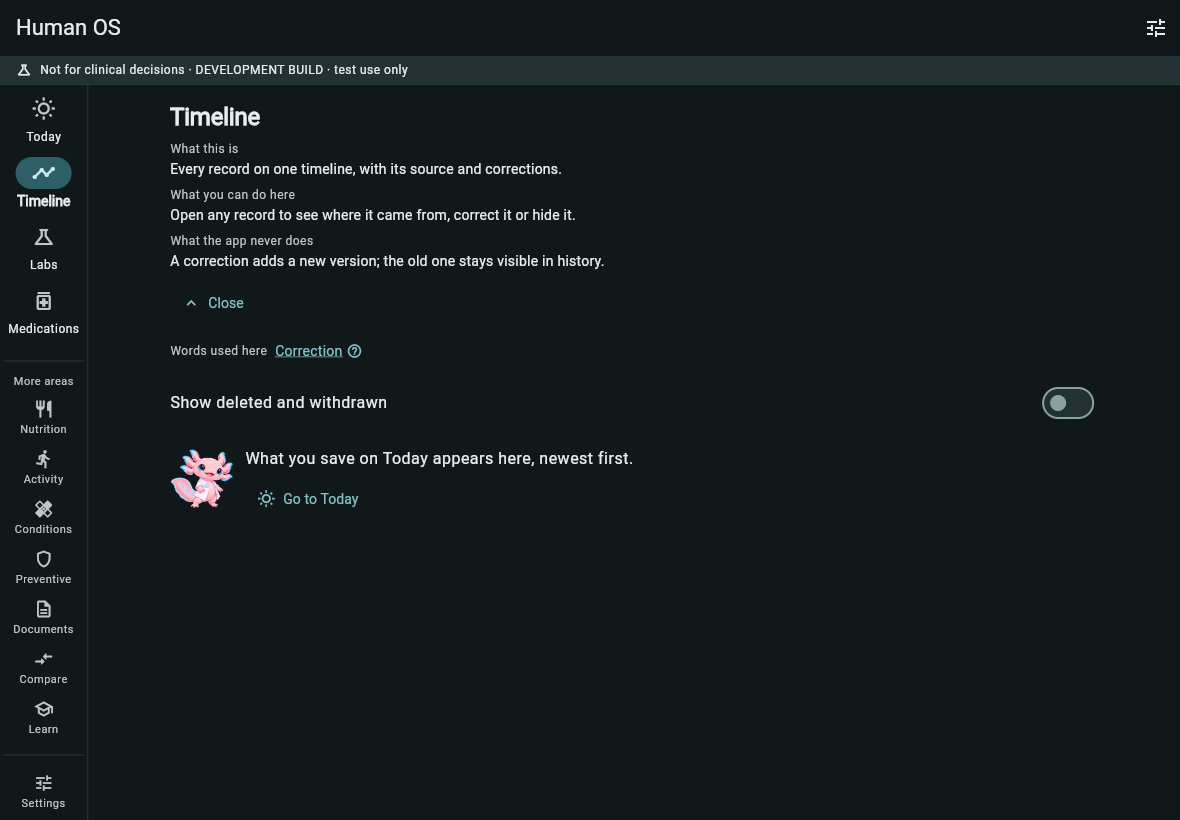 Human OS
Not for clinical decisions · DEVELOPMENT BUILD · test use only
Today
Timeline
Labs
Medications
More areas
Nutrition
Activity
Conditions
Preventive
Documents
Compare
Learn
Settings
Timeline
What this is
Every record on one timeline, with its source and corrections.
What you can do here
Open any record to see where it came from, correct it or hide it.
What the app never does
A correction adds a new version; the old one stays visible in history.
Close
Words used here Correction ?
Show deleted and withdrawn
What you save on Today appears here, newest first.
Go to Today